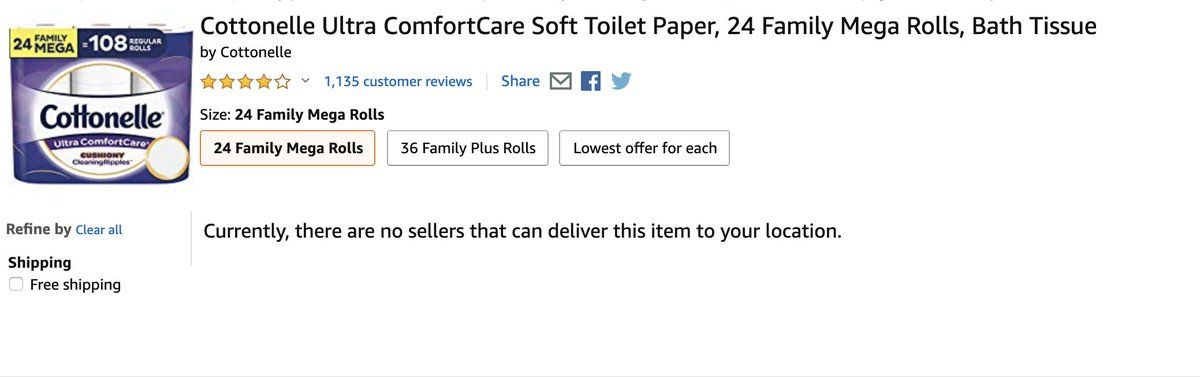 Cottonelle Ultra ComfortCare Soft Toilet Paper, 24 Family Mega Rolls, Bath Tissue
by Cottonelle
1,135 customer reviews
Share
Size: 24 Family Mega Rolls
24 Family Mega Rolls
36 Family Plus Rolls
Lowest offer for each
24 FAMILY MEGA =108 REGULAR ROLLS
Cottonelle
Ultra ComfortCare
CUSHIONY
CleaningRipples
Refine by Clear all
Currently, there are no sellers that can deliver this item to your location.
Shipping
Free shipping